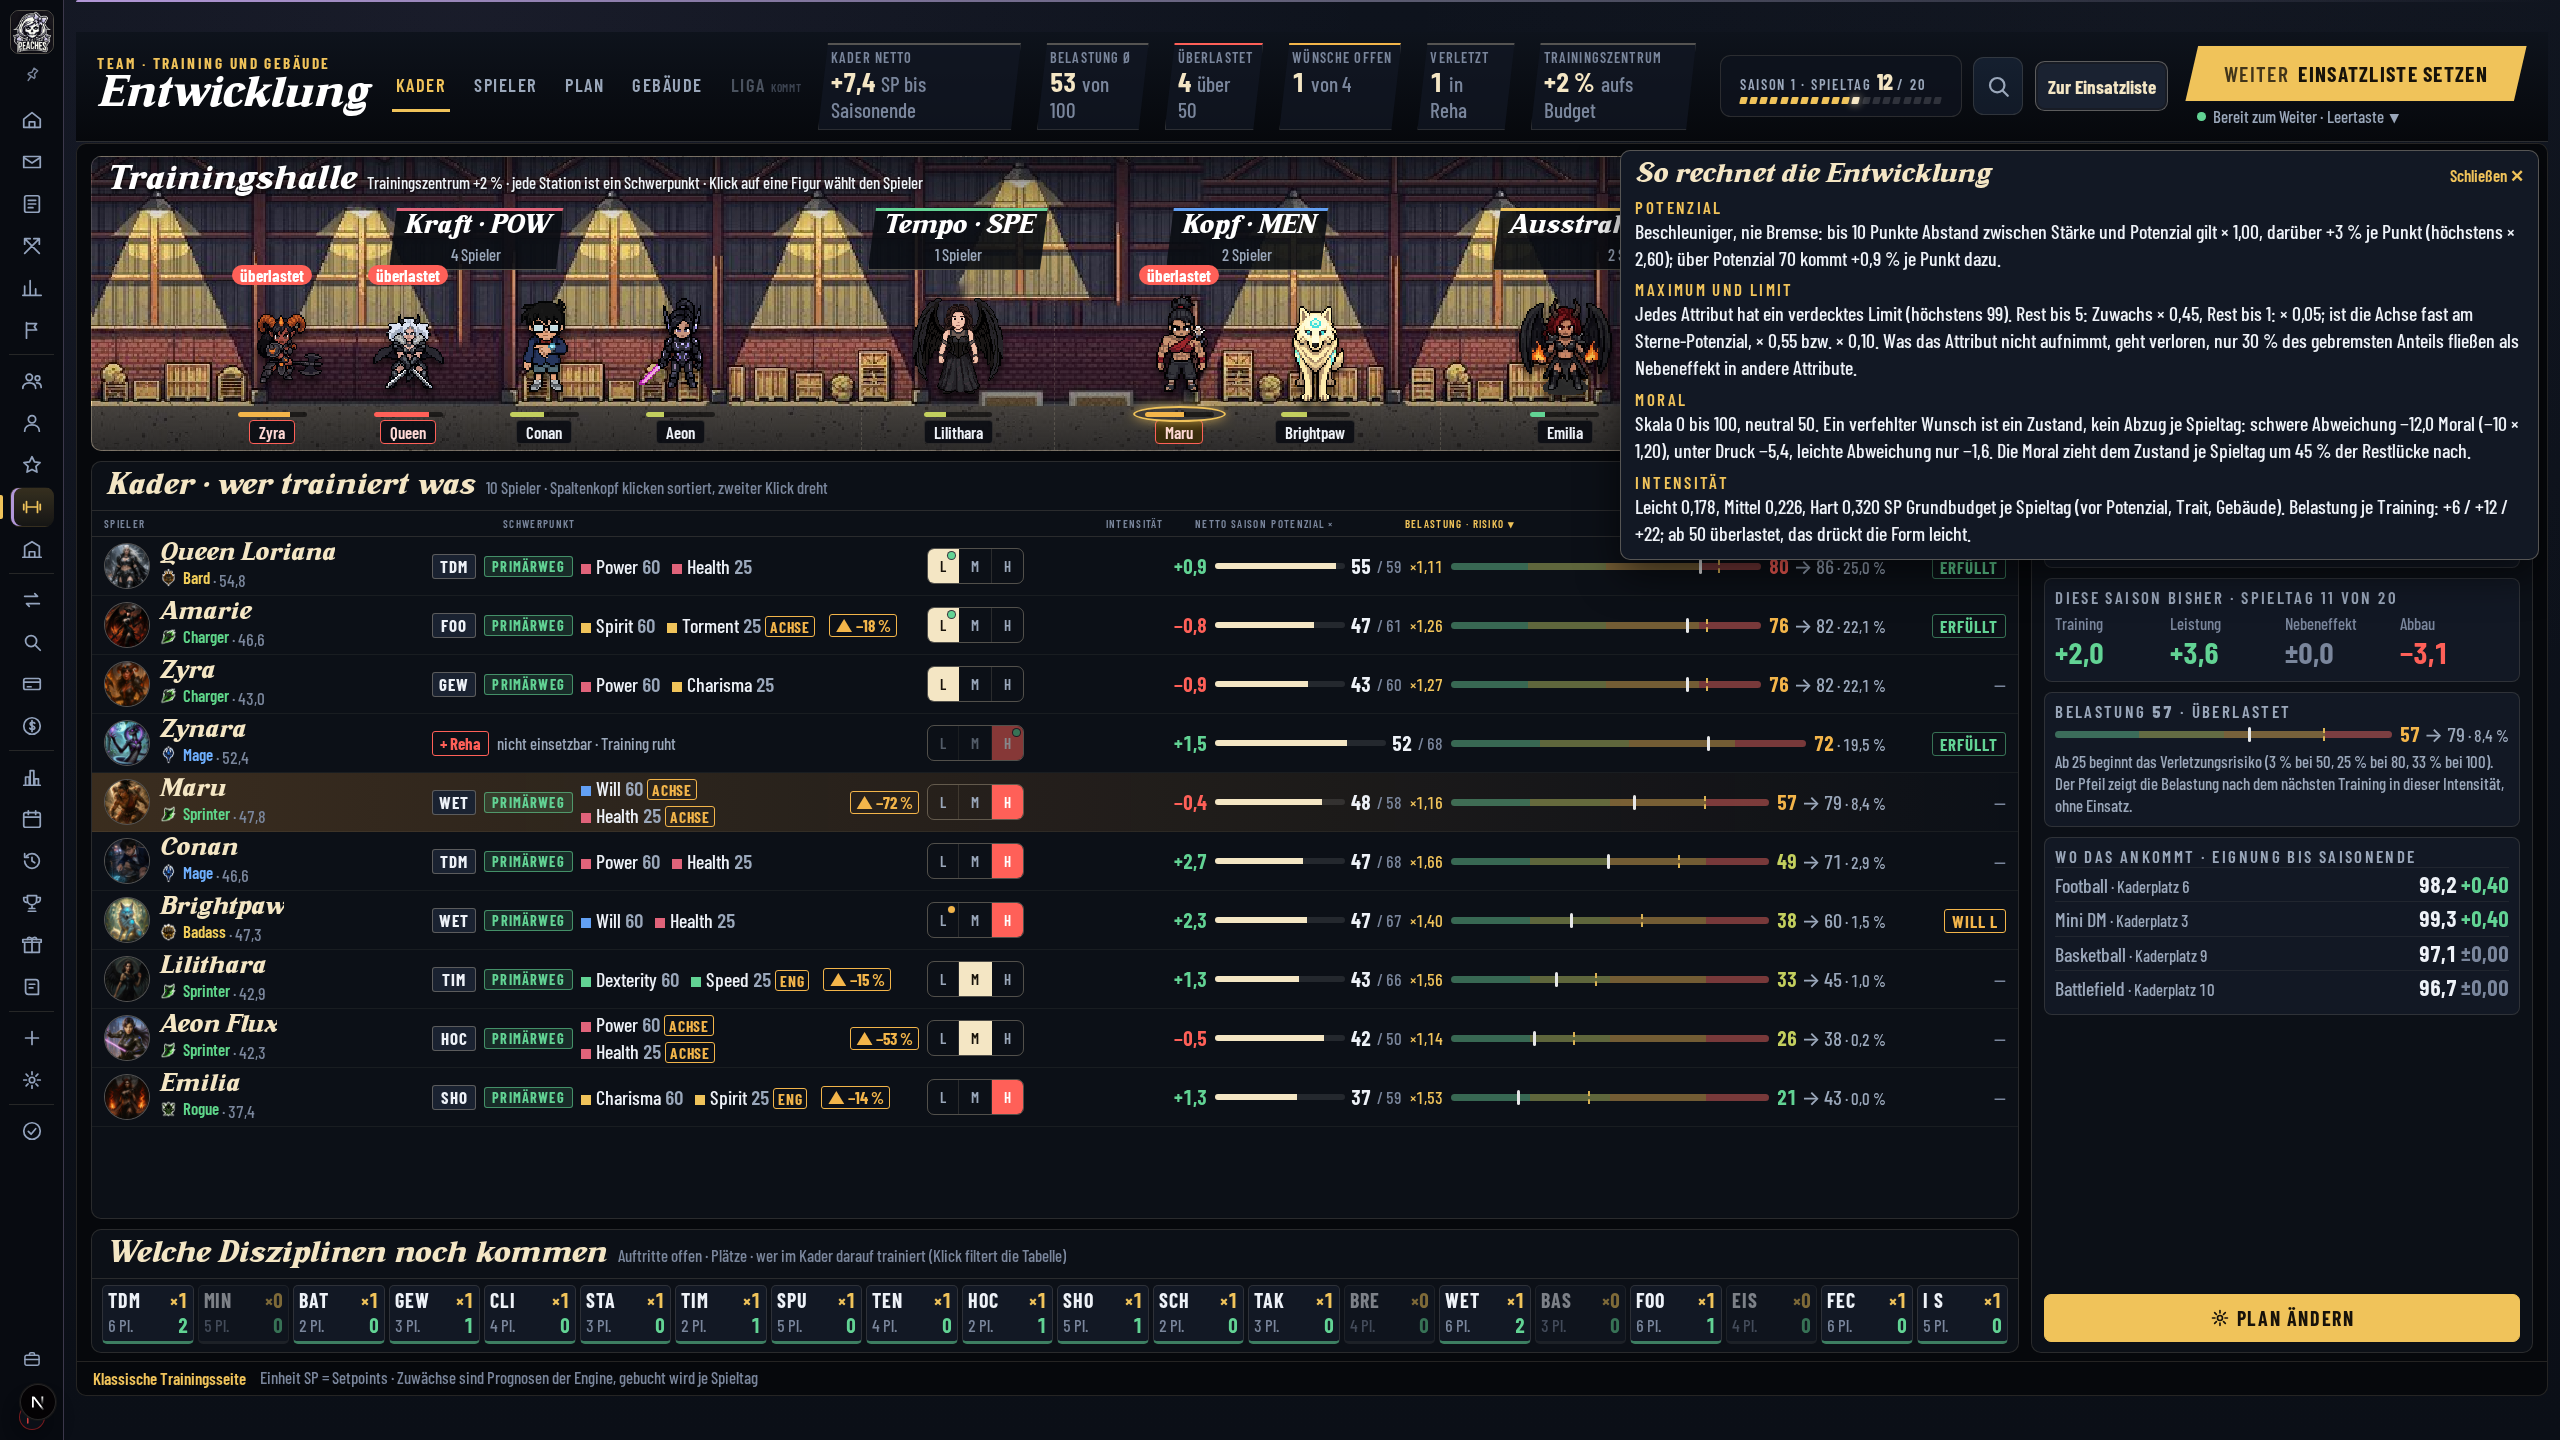 TEAM · TRAINING UND GEBÄUDE
Entwicklung
KADER SPIELER PLAN GEBÄUDE LIGA KOMMT
KADER NETTO
+7,4 SP bis
Saisonende
BELASTUNG Ø
53 von
100
ÜBERLASTET
4 über
50
WÜNSCHE OFFEN
1 von 4
VERLETZT
1 in
Reha
TRAININGSZENTRUM
+2 % aufs
Budget
SAISON 1 · SPIELTAG 12 / 20
Zur Einsatzliste
WEITER EINSATZLISTE SETZEN
Bereit zum Weiter · Leertaste ▼
Trainingshalle Trainingszentrum +2 % · jede Station ist ein Schwerpunkt · Klick auf eine Figur wählt den Spieler
Kraft · POW
4 Spieler
Tempo · SPE
1 Spieler
Kopf · MEN
2 Spieler
Ausstral
2 S
überlastet
überlastet
überlastet
Zyra
Queen
Conan
Aeon
Lilithara
Maru
Brightpaw
Emilia
So rechnet die Entwicklung
Schließen ✕
POTENZIAL
Beschleuniger, nie Bremse: bis 10 Punkte Abstand zwischen Stärke und Potenzial gilt × 1,00, darüber +3 % je Punkt (höchstens ×
2,60); über Potenzial 70 kommt +0,9 % je Punkt dazu.
MAXIMUM UND LIMIT
Jedes Attribut hat ein verdecktes Limit (höchstens 99). Rest bis 5: Zuwachs × 0,45, Rest bis 1: × 0,05; ist die Achse fast am
Sterne-Potenzial, × 0,55 bzw. × 0,10. Was das Attribut nicht aufnimmt, geht verloren, nur 30 % des gebremsten Anteils fließen als
Nebeneffekt in andere Attribute.
MORAL
Skala 0 bis 100, neutral 50. Ein verfehlter Wunsch ist ein Zustand, kein Abzug je Spieltag: schwere Abweichung −12,0 Moral (−10 ×
1,20), unter Druck −5,4, leichte Abweichung nur −1,6. Die Moral zieht dem Zustand je Spieltag um 45 % der Restlücke nach.
INTENSITÄT
Leicht 0,178, Mittel 0,226, Hart 0,320 SP Grundbudget je Spieltag (vor Potenzial, Trait, Gebäude). Belastung je Training: +6 / +12 /
+22; ab 50 überlastet, das drückt die Form leicht.
Kader · wer trainiert was 10 Spieler · Spaltenkopf klicken sortiert, zweiter Klick dreht
SPIELER SCHWERPUNKT INTENSITÄT NETTO SAISON POTENZIAL × BELASTUNG · RISIKO ▼
Queen Loriana
Bard · 54,8
TDM PRIMÄRWEG Power 60 Health 25 L M H +0,9 55 / 59 ×1,11 80 → 86 · 25,0 % ERFÜLLT
Amarie
Charger · 46,6
FOO PRIMÄRWEG Spirit 60 Torment 25 ACHSE ▲ −18 % L M H −0,8 47 / 61 ×1,26 76 → 82 · 22,1 % ERFÜLLT
Zyra
Charger · 43,0
GEW PRIMÄRWEG Power 60 Charisma 25 L M H −0,9 43 / 60 ×1,27 76 → 82 · 22,1 % –
Zynara
Mage · 52,4
+ Reha nicht einsetzbar · Training ruht L M H +1,5 52 / 68 72 · 19,5 % ERFÜLLT
Maru
Sprinter · 47,8
WET PRIMÄRWEG Will 60 ACHSE
Health 25 ACHSE
▲ −72 % L M H −0,4 48 / 58 ×1,16 57 → 79 · 8,4 % –
Conan
Mage · 46,6
TDM PRIMÄRWEG Power 60 Health 25 L M H +2,7 47 / 68 ×1,66 49 → 71 · 2,9 % –
Brightpaw
Badass · 47,3
WET PRIMÄRWEG Will 60 Health 25 L M H +2,3 47 / 67 ×1,40 38 → 60 · 1,5 % WILL L
Lilithara
Sprinter · 42,9
TIM PRIMÄRWEG Dexterity 60 Speed 25 ENG ▲ −15 % L M H +1,3 43 / 66 ×1,56 33 → 45 · 1,0 % –
Aeon Flux
Sprinter · 42,3
HOC PRIMÄRWEG Power 60 ACHSE
Health 25 ACHSE
▲ −53 % L M H −0,5 42 / 50 ×1,14 26 → 38 · 0,2 % –
Emilia
Rogue · 37,4
SHO PRIMÄRWEG Charisma 60 Spirit 25 ENG ▲ −14 % L M H +1,3 37 / 59 ×1,53 21 → 43 · 0,0 % –
DIESE SAISON BISHER · SPIELTAG 11 VON 20
Training Leistung Nebeneffekt Abbau
+2,0 +3,6 ±0,0 −3,1
BELASTUNG 57 · ÜBERLASTET
57 → 79 · 8,4 %
Ab 25 beginnt das Verletzungsrisiko (3 % bei 50, 25 % bei 80, 33 % bei 100).
Der Pfeil zeigt die Belastung nach dem nächsten Training in dieser Intensität,
ohne Einsatz.
WO DAS ANKOMMT · EIGNUNG BIS SAISONENDE
Football · Kaderplatz 6 98,2 +0,40
Mini DM · Kaderplatz 3 99,3 +0,40
Basketball · Kaderplatz 9 97,1 ±0,00
Battlefield · Kaderplatz 10 96,7 ±0,00
PLAN ÄNDERN
Welche Disziplinen noch kommen Auftritte offen · Plätze · wer im Kader darauf trainiert (Klick filtert die Tabelle)
TDM ×1 MIN ×0 BAT ×1 GEW ×1 CLI ×1 STA ×1 TIM ×1 SPU ×1 TEN ×1 HOC ×1 SHO ×1 SCH ×1 TAK ×1 BRE ×0 WET ×1 BAS ×0 FOO ×1 EIS ×0 FEC ×1 I S ×1
6 Pl. 2 5 Pl. 0 2 Pl. 0 3 Pl. 1 4 Pl. 0 3 Pl. 0 2 Pl. 1 5 Pl. 0 4 Pl. 0 2 Pl. 1 5 Pl. 1 2 Pl. 0 3 Pl. 0 4 Pl. 0 6 Pl. 2 3 Pl. 0 6 Pl. 1 4 Pl. 0 6 Pl. 0 5 Pl. 0
Klassische Trainingsseite Einheit SP = Setpoints · Zuwächse sind Prognosen der Engine, gebucht wird je Spieltag
N